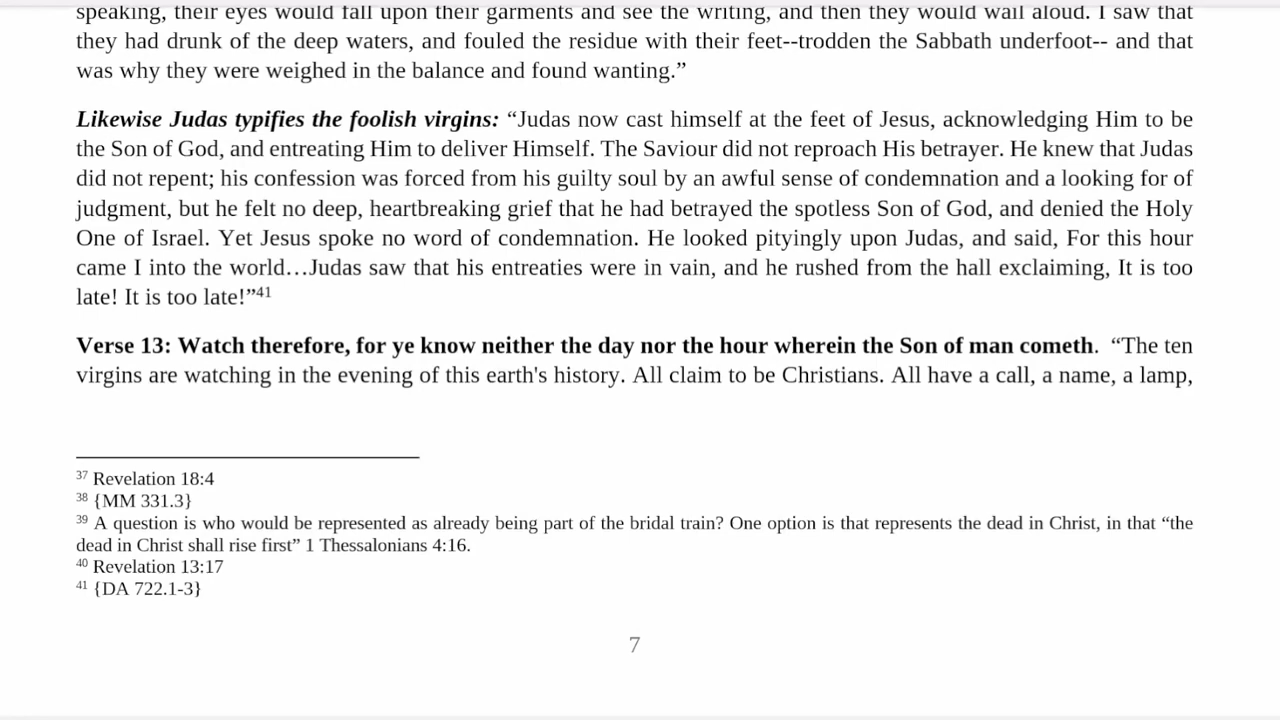 speaking, their eyes would fall upon their garments and see the writing, and then they would wail aloud. I saw that
they had drunk of the deep waters, and fouled the residue with their feet--trodden the Sabbath underfoot-- and that
was why they were weighed in the balance and found wanting.”
Likewise Judas typifies the foolish virgins: “Judas now cast himself at the feet of Jesus, acknowledging Him to be
the Son of God, and entreating Him to deliver Himself. The Saviour did not reproach His betrayer. He knew that Judas
did not repent; his confession was forced from his guilty soul by an awful sense of condemnation and a looking for of
judgment, but he felt no deep, heartbreaking grief that he had betrayed the spotless Son of God, and denied the Holy
One of Israel. Yet Jesus spoke no word of condemnation. He looked pityingly upon Judas, and said, For this hour
came I into the world…Judas saw that his entreaties were in vain, and he rushed from the hall exclaiming, It is too
late! It is too late!”41
Verse 13: Watch therefore, for ye know neither the day nor the hour wherein the Son of man cometh. “The ten
virgins are watching in the evening of this earth's history. All claim to be Christians. All have a call, a name, a lamp,
37 Revelation 18:4
38 {MM 331.3}
39 A question is who would be represented as already being part of the bridal train? One option is that represents the dead in Christ, in that “the
dead in Christ shall rise first” 1 Thessalonians 4:16.
40 Revelation 13:17
41 {DA 722.1-3}
7